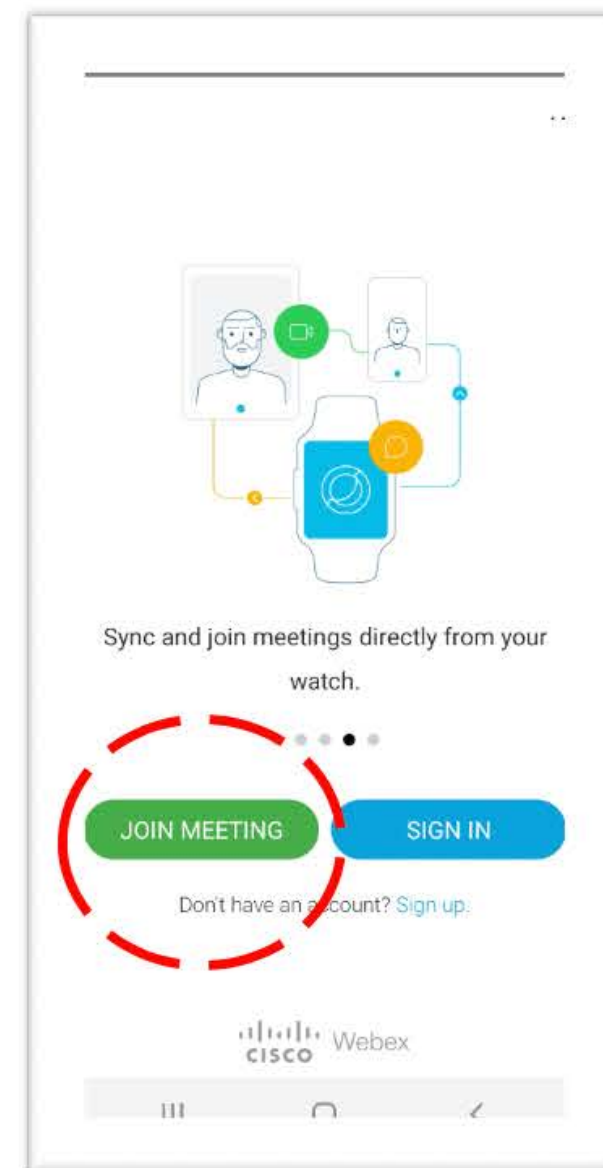 Sync and join meetings directly from your
watch.
JOIN MEETING
SIGN IN
Don't have an account? Sign up.
CISCO Webex